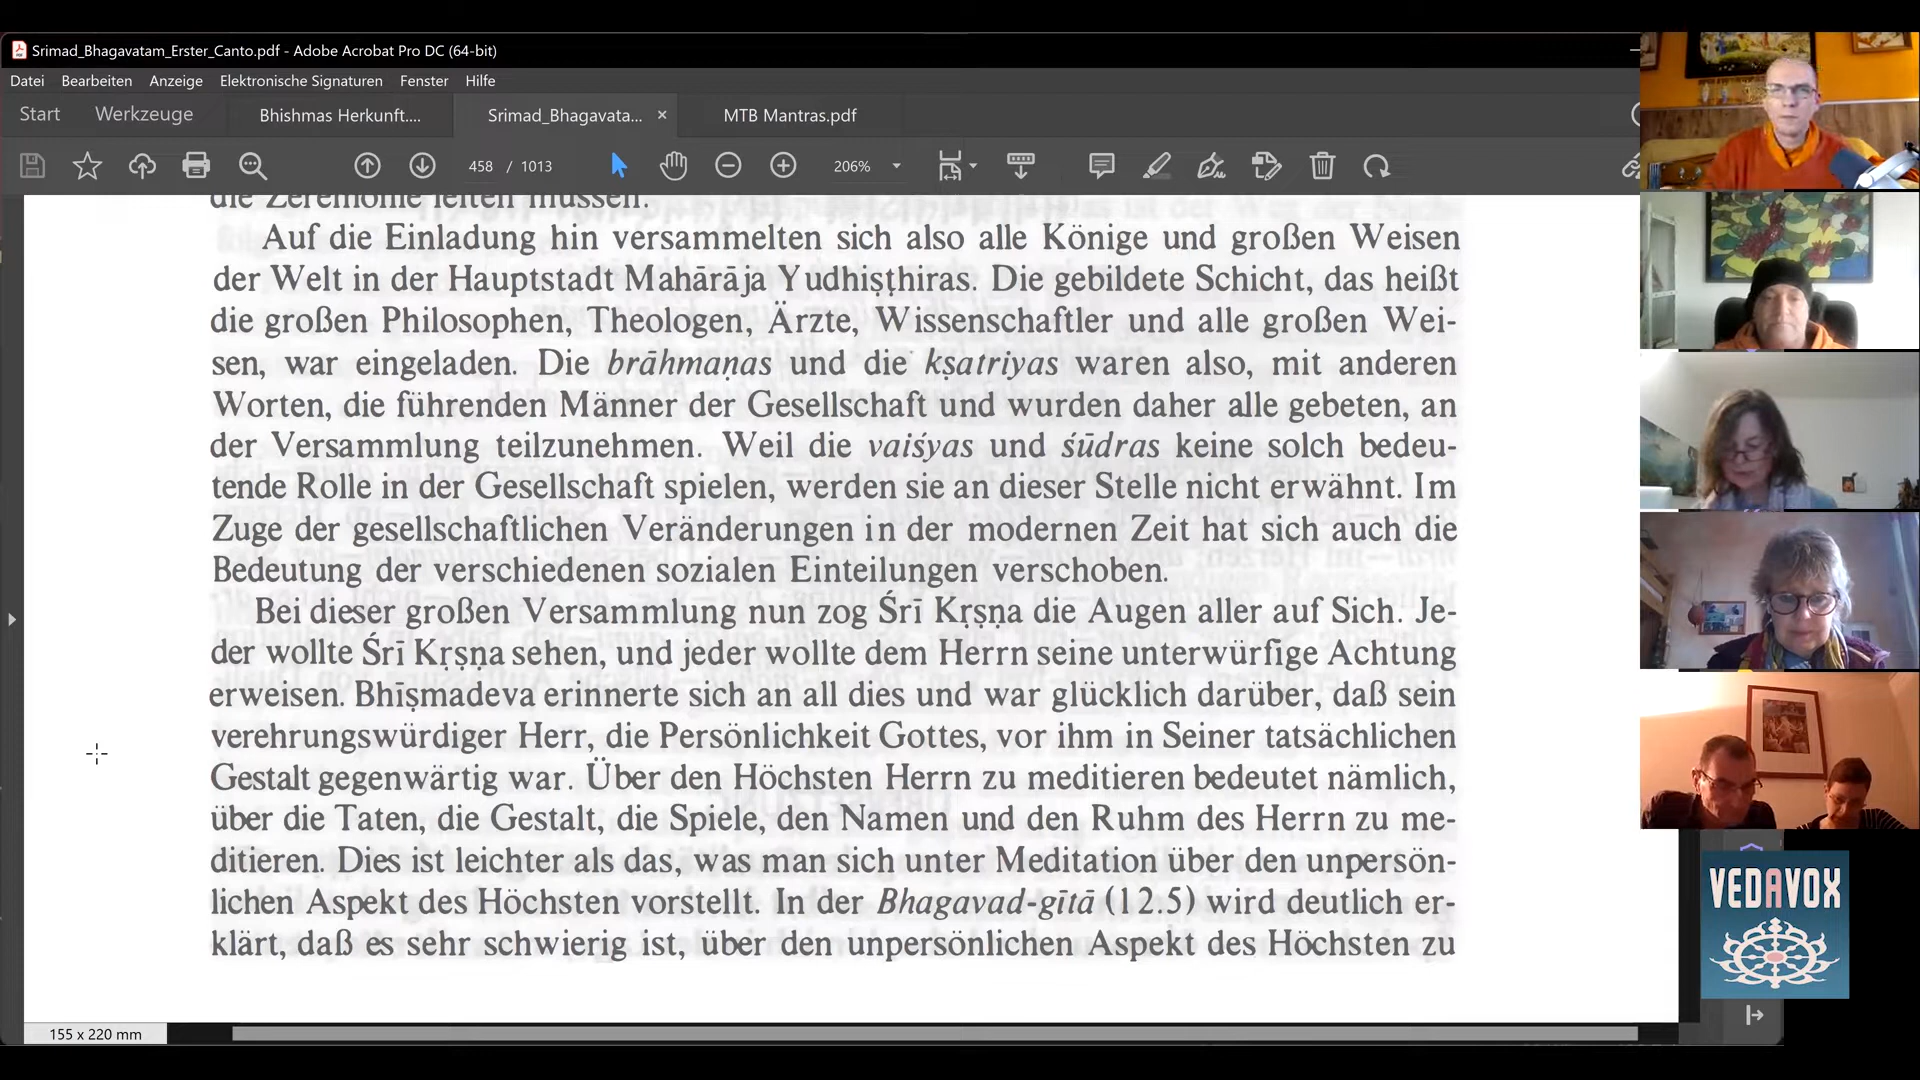 Srimad_Bhagavatam_Erster_Canto.pdf - Adobe Acrobat Pro DC (64-bit)
Datei Bearbeiten Anzeige Elektronische Signaturen Fenster Hilfe
Start Werkzeuge Bhishmas Herkunft.... Srimad_Bhagavata... × MTB Mantras.pdf
458 / 1013 206%
die Zeremonie leiten müssen.
Auf die Einladung hin versammelten sich also alle Könige und großen Weisen
der Welt in der Hauptstadt Mahārāja Yudhiṣṭhiras. Die gebildete Schicht, das heißt
die großen Philosophen, Theologen, Ärzte, Wissenschaftler und alle großen Wei-
sen, war eingeladen. Die brāhmaṇas und die kṣatriyas waren also, mit anderen
Worten, die führenden Männer der Gesellschaft und wurden daher alle gebeten, an
der Versammlung teilzunehmen. Weil die vaiśyas und śūdras keine solch bedeu-
tende Rolle in der Gesellschaft spielen, werden sie an dieser Stelle nicht erwähnt. Im
Zuge der gesellschaftlichen Veränderungen in der modernen Zeit hat sich auch die
Bedeutung der verschiedenen sozialen Einteilungen verschoben.
Bei dieser großen Versammlung nun zog Śrī Kṛṣṇa die Augen aller auf Sich. Je-
der wollte Śrī Kṛṣṇa sehen, und jeder wollte dem Herrn seine unterwürfige Achtung
erweisen. Bhīṣmadeva erinnerte sich an all dies und war glücklich darüber, daß sein
verehrungswürdiger Herr, die Persönlichkeit Gottes, vor ihm in Seiner tatsächlichen
Gestalt gegenwärtig war. Über den Höchsten Herrn zu meditieren bedeutet nämlich,
über die Taten, die Gestalt, die Spiele, den Namen und den Ruhm des Herrn zu me-
ditieren. Dies ist leichter als das, was man sich unter Meditation über den unpersön-
lichen Aspekt des Höchsten vorstellt. In der Bhagavad-gītā (12.5) wird deutlich er-
klärt, daß es sehr schwierig ist, über den unpersönlichen Aspekt des Höchsten zu
155 x 220 mm
VEDAVOX